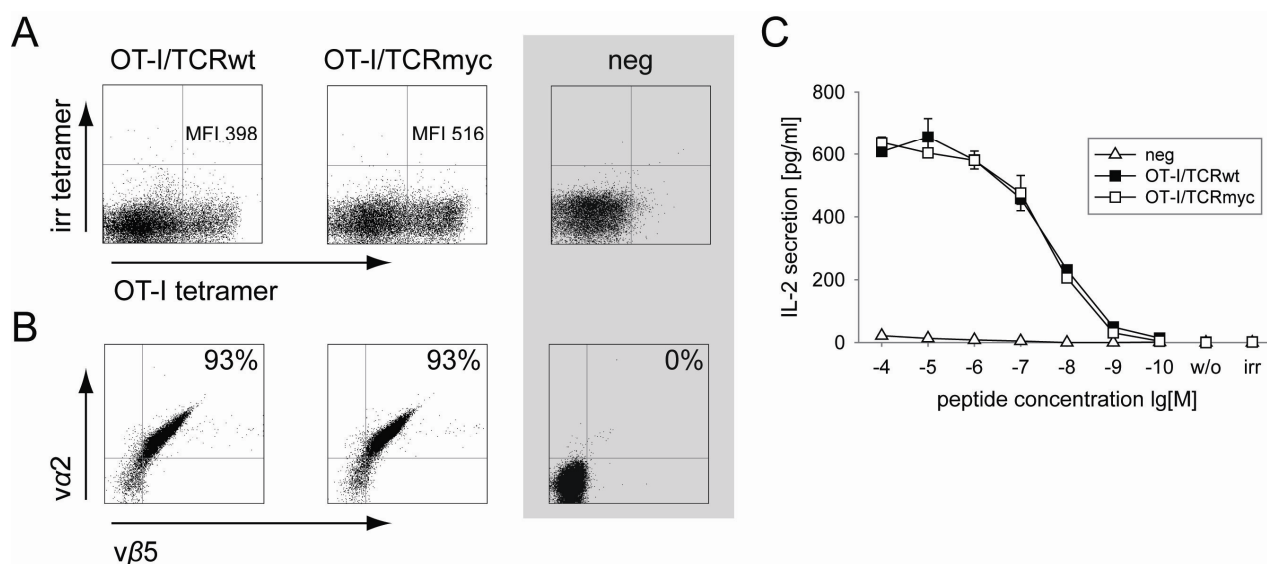 A
OT-I/TCRwt
OT-I/TCRmyc
neg
irr tetramer
MFI 398
MFI 516
OT-I tetramer
B
93%
93%
0%
vα2
vβ5
C
800
600
400
200
0
IL-2 secretion [pg/ml]
neg
OT-I/TCRwt
OT-I/TCRmyc
-4 -5 -6 -7 -8 -9 -10 w/o irr
peptide concentration lg[M]